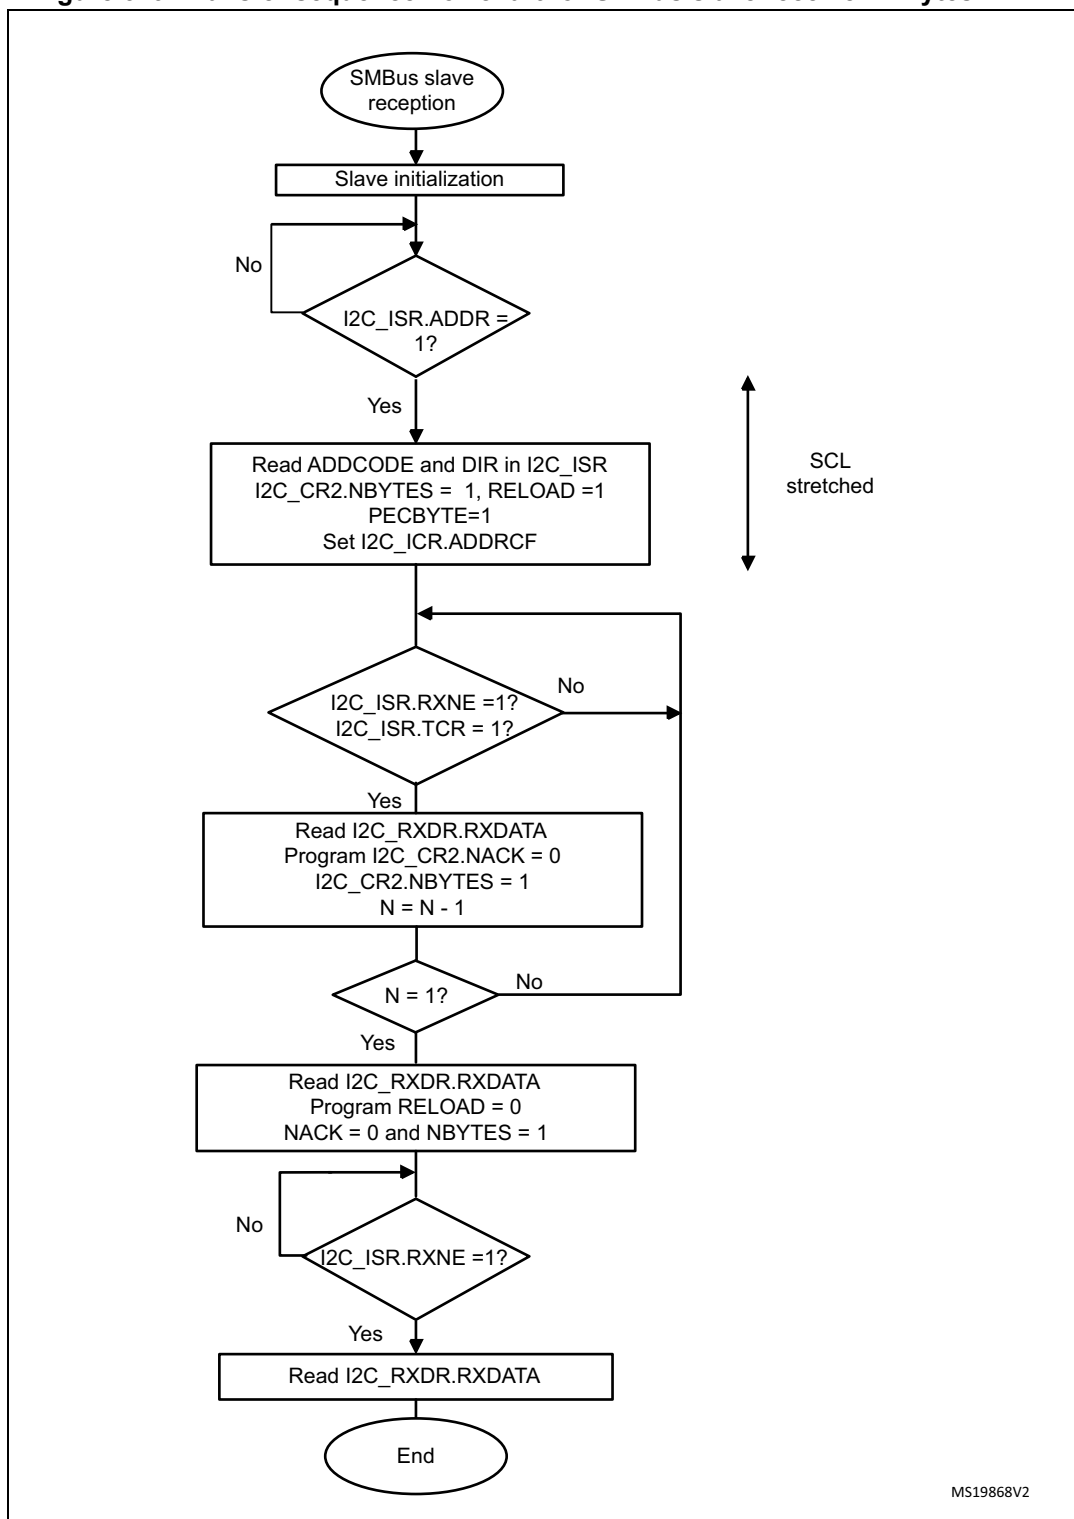 SMBus slave
reception
Slave initialization
No
I2C_ISR.ADDR =
1?
Yes
SCL
stretched
Read ADDCODE and DIR in I2C_ISR
I2C_CR2.NBYTES = 1, RELOAD =1
PECBYTE=1
Set I2C_ICR.ADDRCF
I2C_ISR.RXNE =1?
I2C_ISR.TCR = 1?
No
Yes
Read I2C_RXDR.RXDATA
Program I2C_CR2.NACK = 0
I2C_CR2.NBYTES = 1
N = N - 1
N = 1?
No
Yes
Read I2C_RXDR.RXDATA
Program RELOAD = 0
NACK = 0 and NBYTES = 1
No
I2C_ISR.RXNE =1?
Yes
Read I2C_RXDR.RXDATA
End
MS19868V2